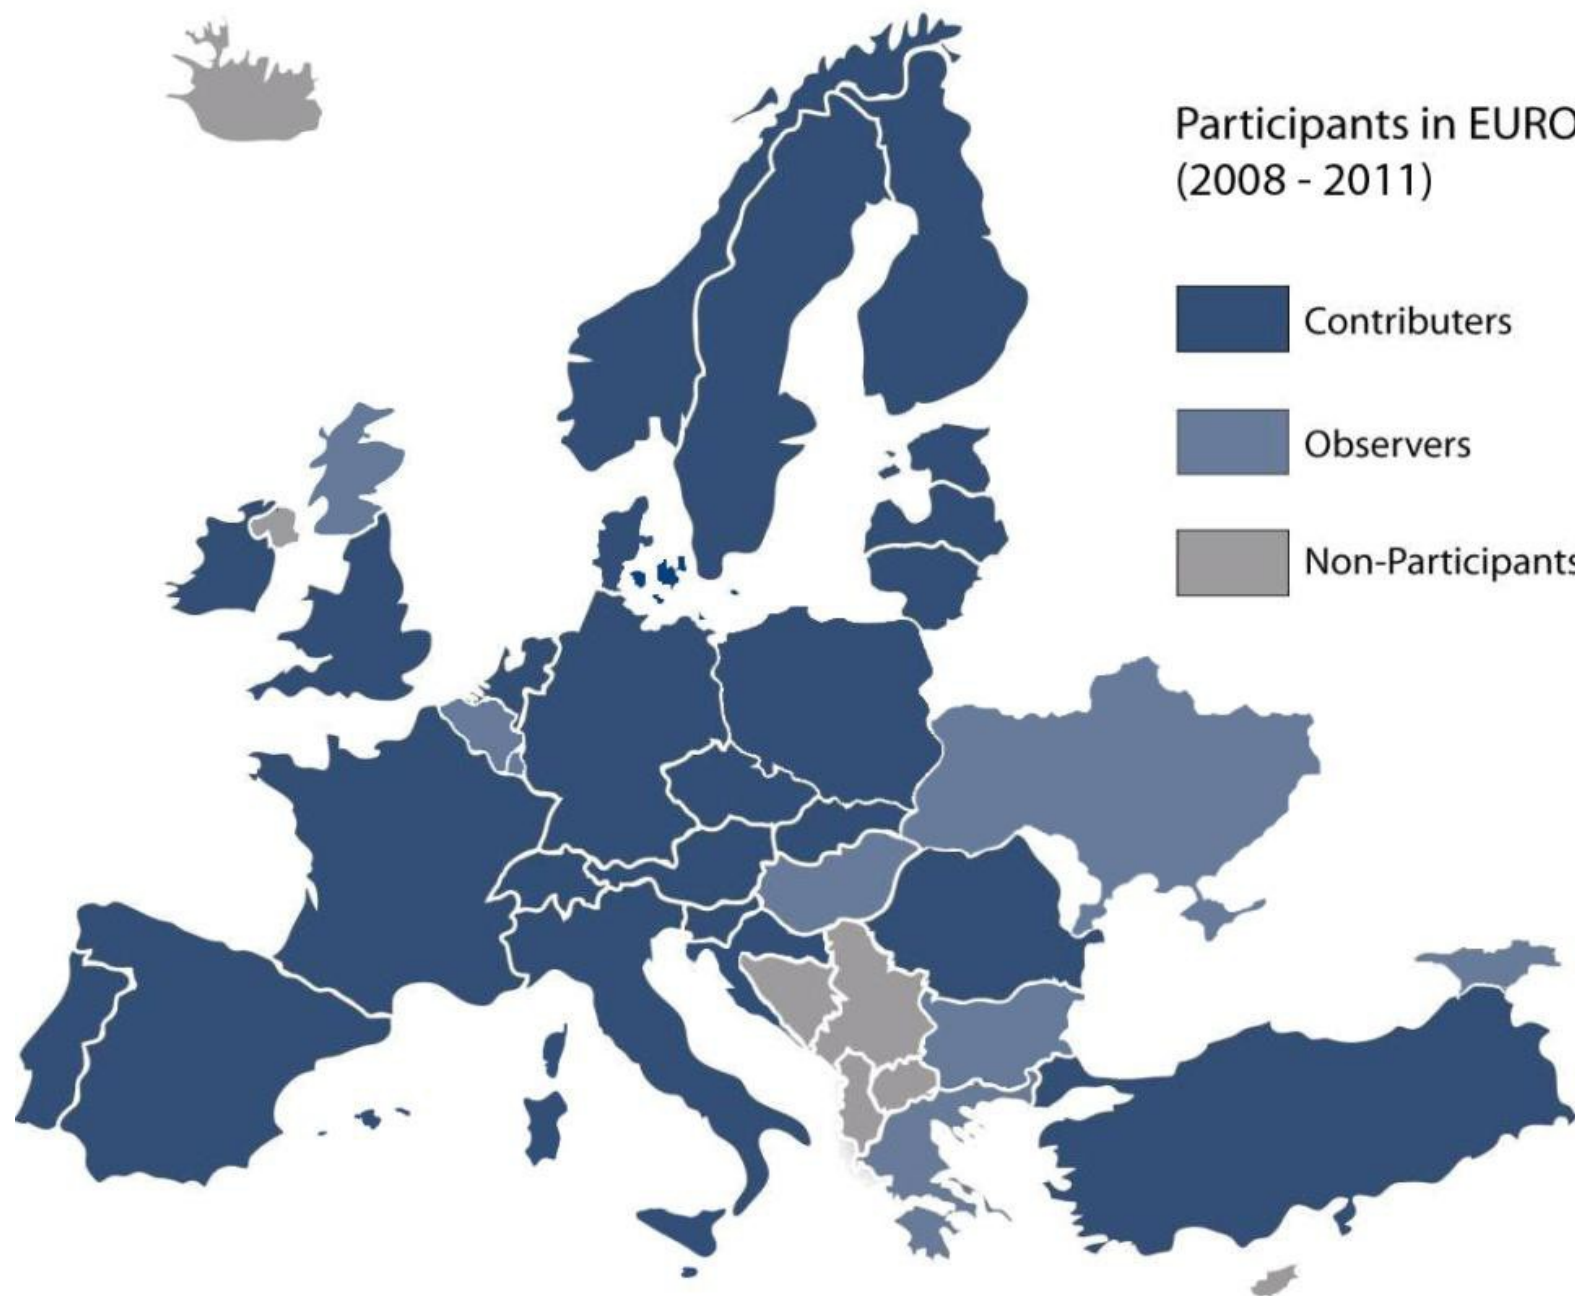 Participants in EURO
(2008 - 2011)
Contributers
Observers
Non-Participants